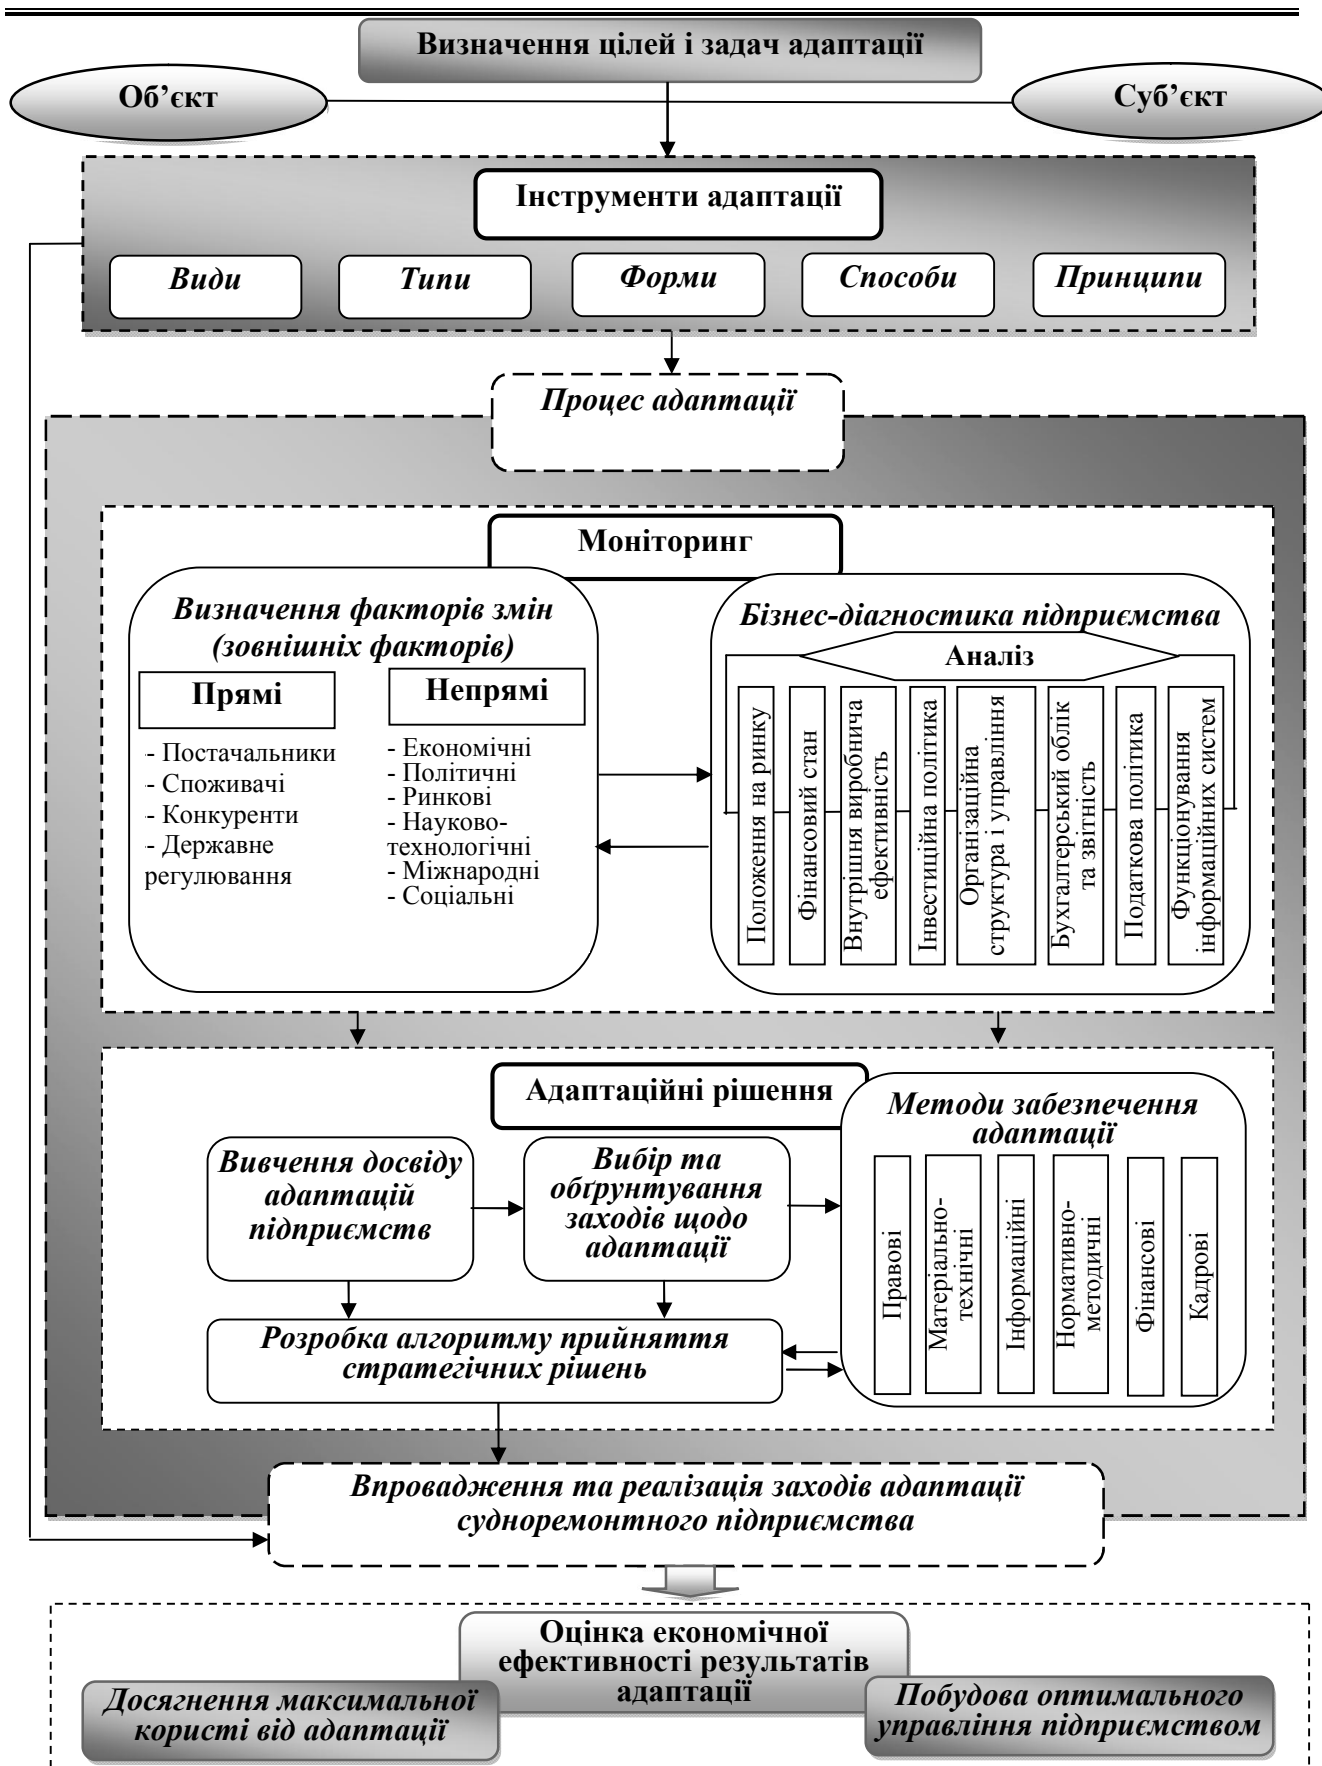 Визначення цілей і задач адаптації
Об’єкт
Суб’єкт
Інструменти адаптації
Види
Типи
Форми
Способи
Принципи
Процес адаптації
Моніторинг
Визначення факторів змін
(зовнішніх факторів)
Прямі
- Постачальники
- Споживачі
- Конкуренти
- Державне
регулювання
Непрямі
- Економічні
- Політичні
- Ринкові
- Науково-
технологічні
- Міжнародні
- Соціальні
Бізнес-діагностика підприємства
Аналіз
Положення на ринку
Фінансовий стан
Внутрішня виробнича
ефективність
Інвестиційна політика
Організаційна
структура і управління
Бухгалтерський облік
та звітність
Податкова політика
Функціонування
інформаційних систем
Адаптаційні рішення
Вивчення досвіду
адаптацій
підприємств
Вибір та
обґрунтування
заходів щодо
адаптації
Методи забезпечення
адаптації
Правові
Матеріально-
технічні
Інформаційні
Нормативно-
методичні
Фінансові
Кадрові
Розробка алгоритму прийняття
стратегічних рішень
Впровадження та реалізація заходів адаптації
судноремонтного підприємства
Оцінка економічної
ефективності результатів
адаптації
Досягнення максимальної
користі від адаптації
Побудова оптимального
управління підприємством